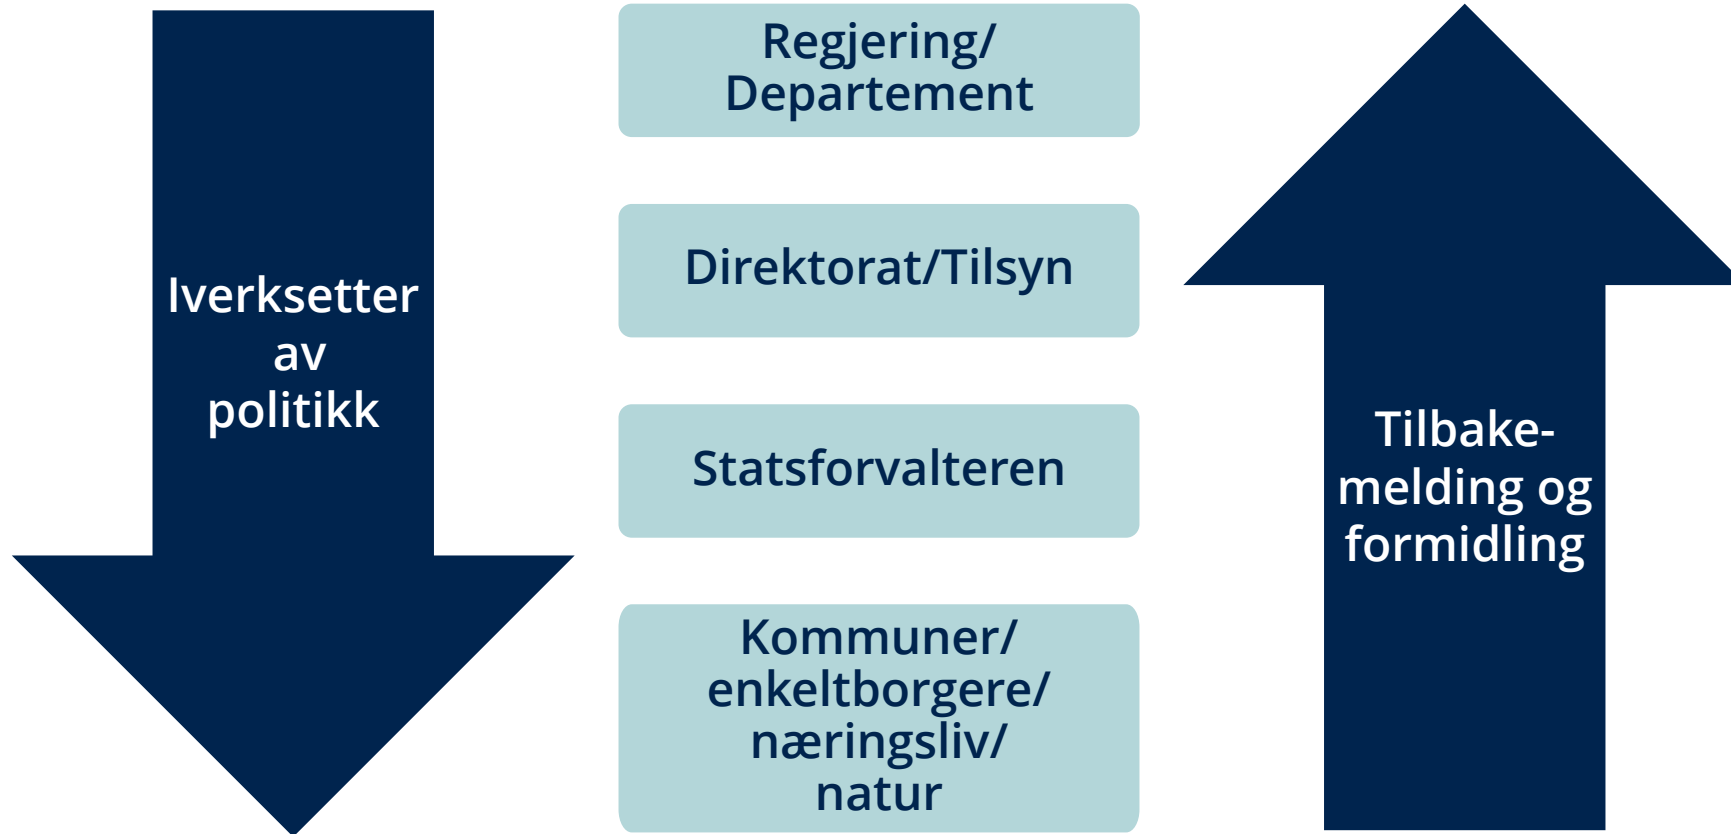 Iverksetter
av
politikk
Regjering/
Departement
Direktorat/Tilsyn
Statsforvalteren
Kommuner/
enkeltborgere/
næringsliv/
natur
Tilbake-
melding og
formidling